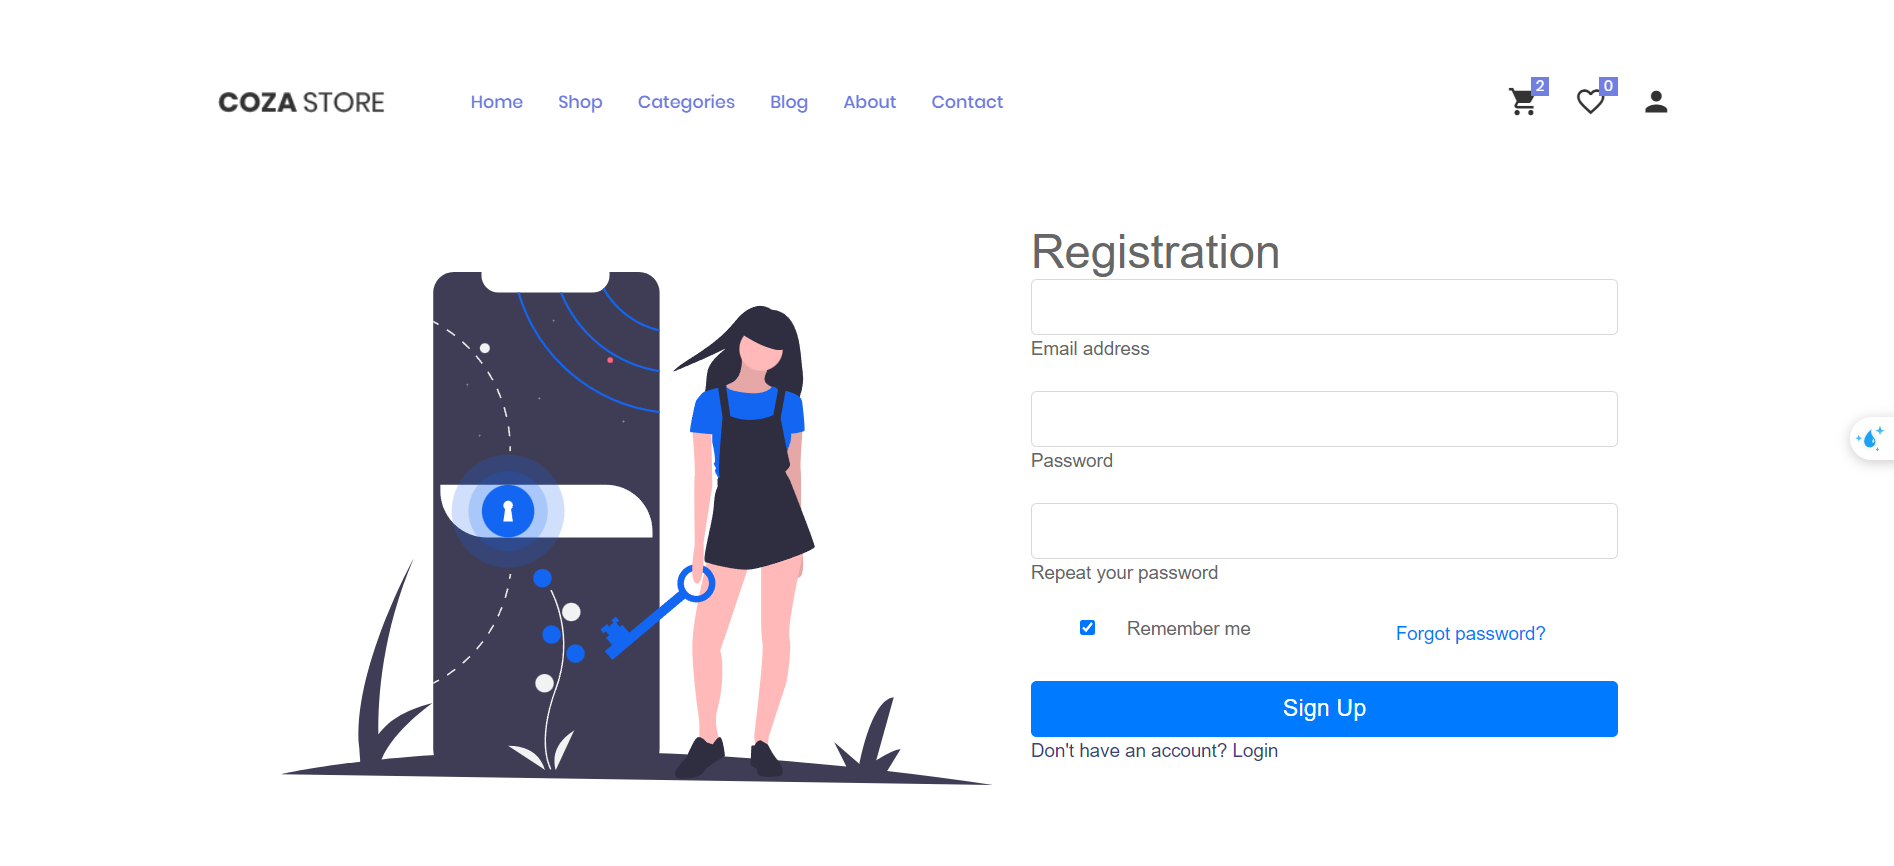 COZA STORE
Home Shop Categories Blog About Contact
2 0
Registration
Email address
Password
Repeat your password
Remember me Forgot password?
Sign Up
Don't have an account? Login